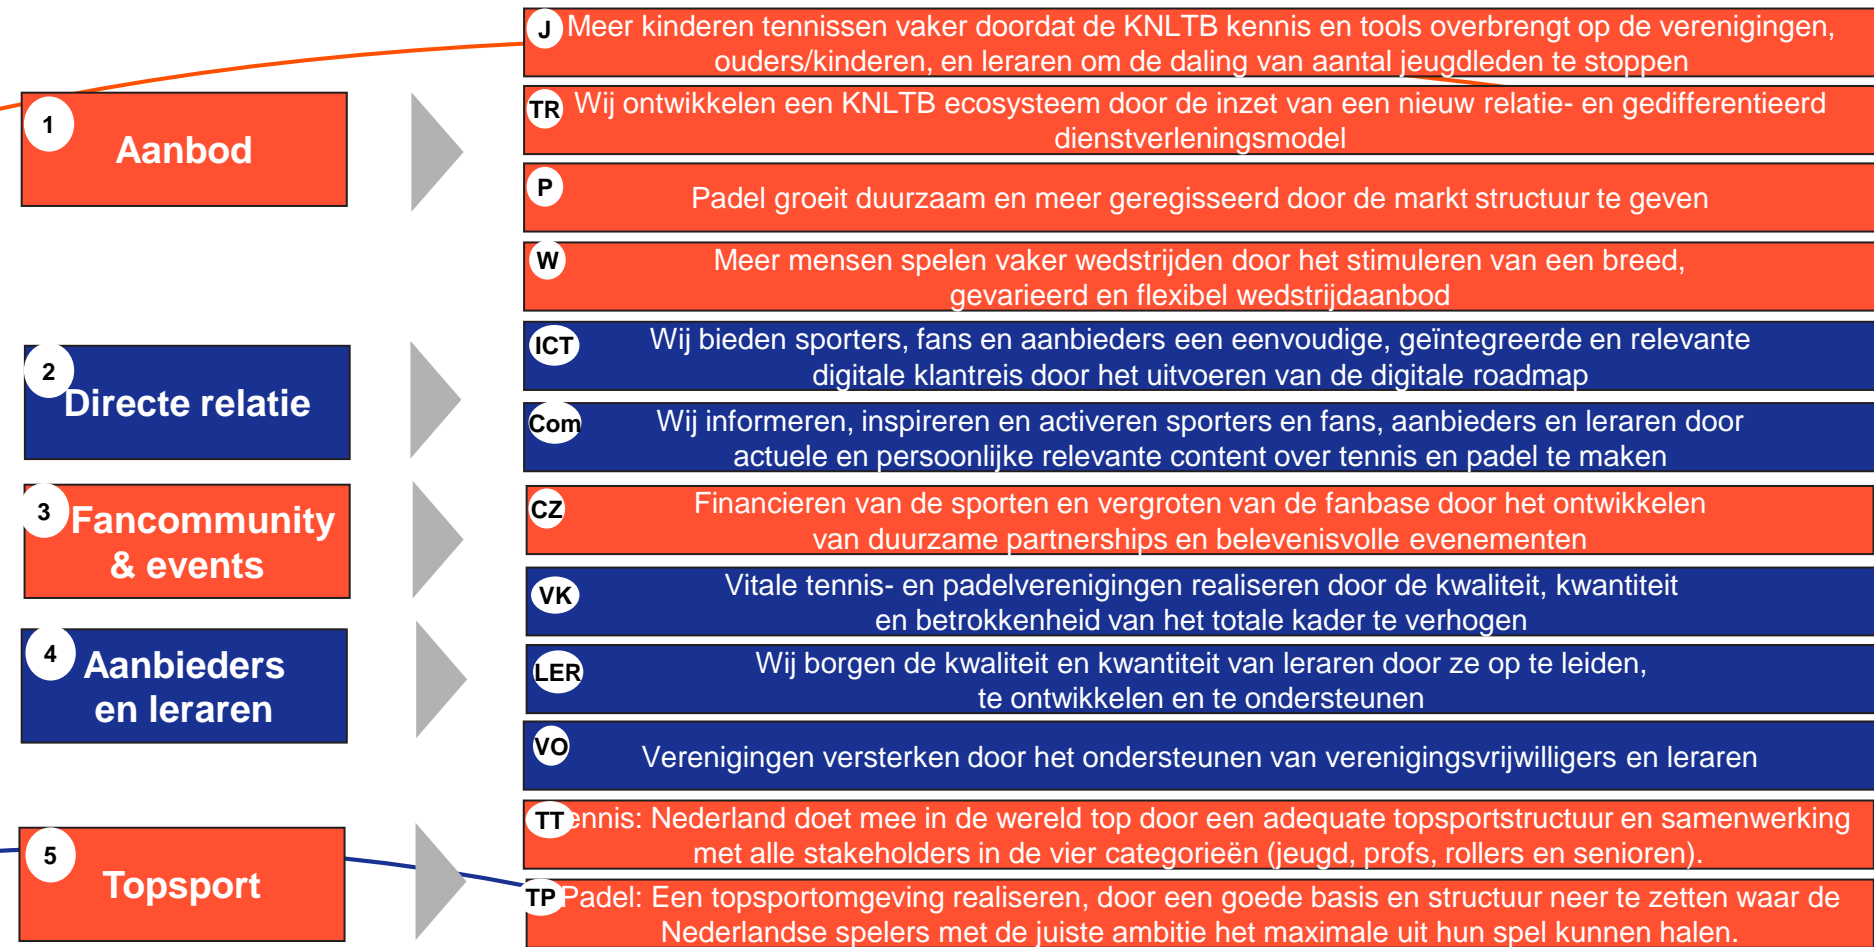 J
Meer kinderen tennissen vaker doordat de KNLTB kennis en tools overbrengt op de verenigingen,
ouders/kinderen, en leraren om de daling van aantal jeugdleden te stoppen
1
Aanbod
TR
Wij ontwikkelen een KNLTB ecosysteem door de inzet van een nieuw relatie- en gedifferentieerd
dienstverleningsmodel
P
Padel groeit duurzaam en meer geregisseerd door de markt structuur te geven
W
Meer mensen spelen vaker wedstrijden door het stimuleren van een breed,
gevarieerd en flexibel wedstrijdaanbod
2
Directe relatie
ICT
Wij bieden sporters, fans en aanbieders een eenvoudige, geïntegreerde en relevante
digitale klantreis door het uitvoeren van de digitale roadmap
Com
Wij informeren, inspireren en activeren sporters en fans, aanbieders en leraren door
actuele en persoonlijke relevante content over tennis en padel te maken
3
Fancommunity
& events
CZ
Financieren van de sporten en vergroten van de fanbase door het ontwikkelen
van duurzame partnerships en belevenisvolle evenementen
4
Aanbieders
en leraren
VK
Vitale tennis- en padelverenigingen realiseren door de kwaliteit, kwantiteit
en betrokkenheid van het totale kader te verhogen
LER
Wij borgen de kwaliteit en kwantiteit van leraren door ze op te leiden,
te ontwikkelen en te ondersteunen
VO
Verenigingen versterken door het ondersteunen van verenigingsvrijwilligers en leraren
5
Topsport
TT
ennis: Nederland doet mee in de wereld top door een adequate topsportstructuur en samenwerking
met alle stakeholders in de vier categorieën (jeugd, profs, rollers en senioren).
TP
Padel: Een topsportomgeving realiseren, door een goede basis en structuur neer te zetten waar de
Nederlandse spelers met de juiste ambitie het maximale uit hun spel kunnen halen.